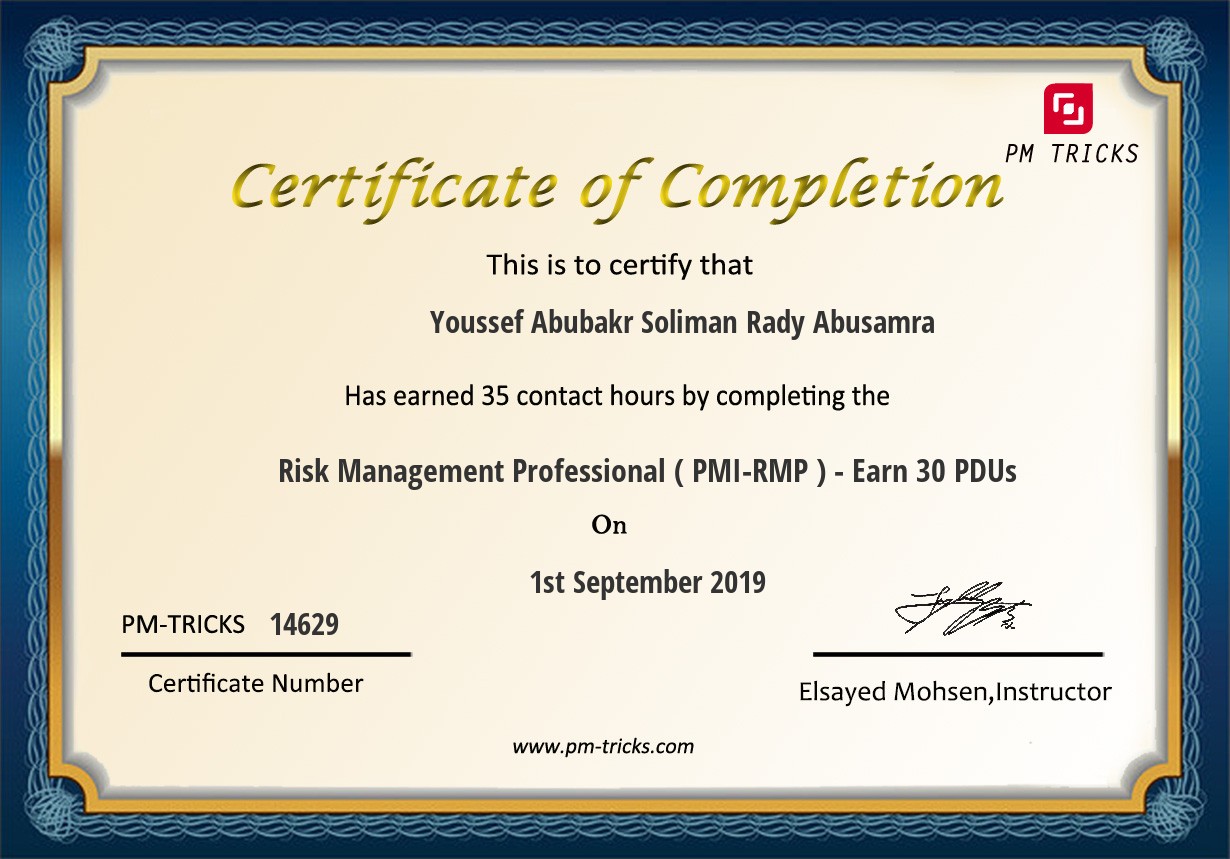 PM TRICKS
Certificate of Completion
This is to certify that
Youssef Abubakr Soliman Rady Abusamra
Has earned 35 contact hours by completing the
Risk Management Professional ( PMI-RMP ) - Earn 30 PDUs
On
1st September 2019
PM-TRICKS 14629
Certificate Number
Elsayed Mohsen,Instructor
www.pm-tricks.com